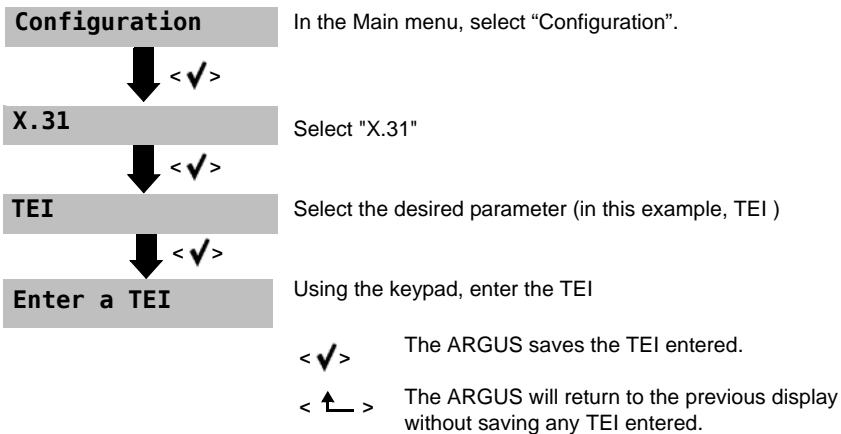 Configuration
In the Main menu, select “Configuration”.
<✓>
X.31
Select "X.31"
<✓>
TEI
Select the desired parameter (in this example, TEI )
<✓>
Enter a TEI
Using the keypad, enter the TEI
<✓> The ARGUS saves the TEI entered.
< > The ARGUS will return to the previous display
without saving any TEI entered.